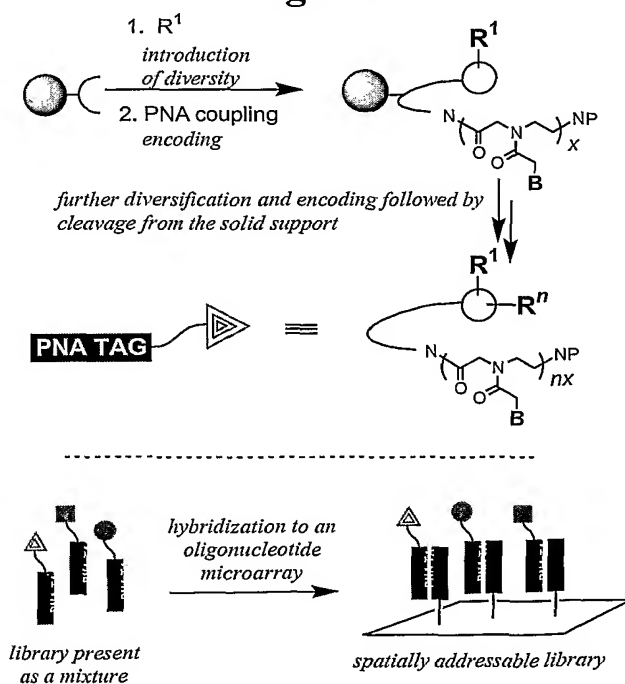 1. R¹
introduction
of diversity
2. PNA coupling
encoding
R¹
N
O
N
O
B
NP
x
further diversification and encoding followed by
cleavage from the solid support
R¹
Rⁿ
PNA TAG
N
O
N
O
B
NP
nx
hybridization to an
oligonucleotide
microarray
library present
as a mixture
spatially addressable library